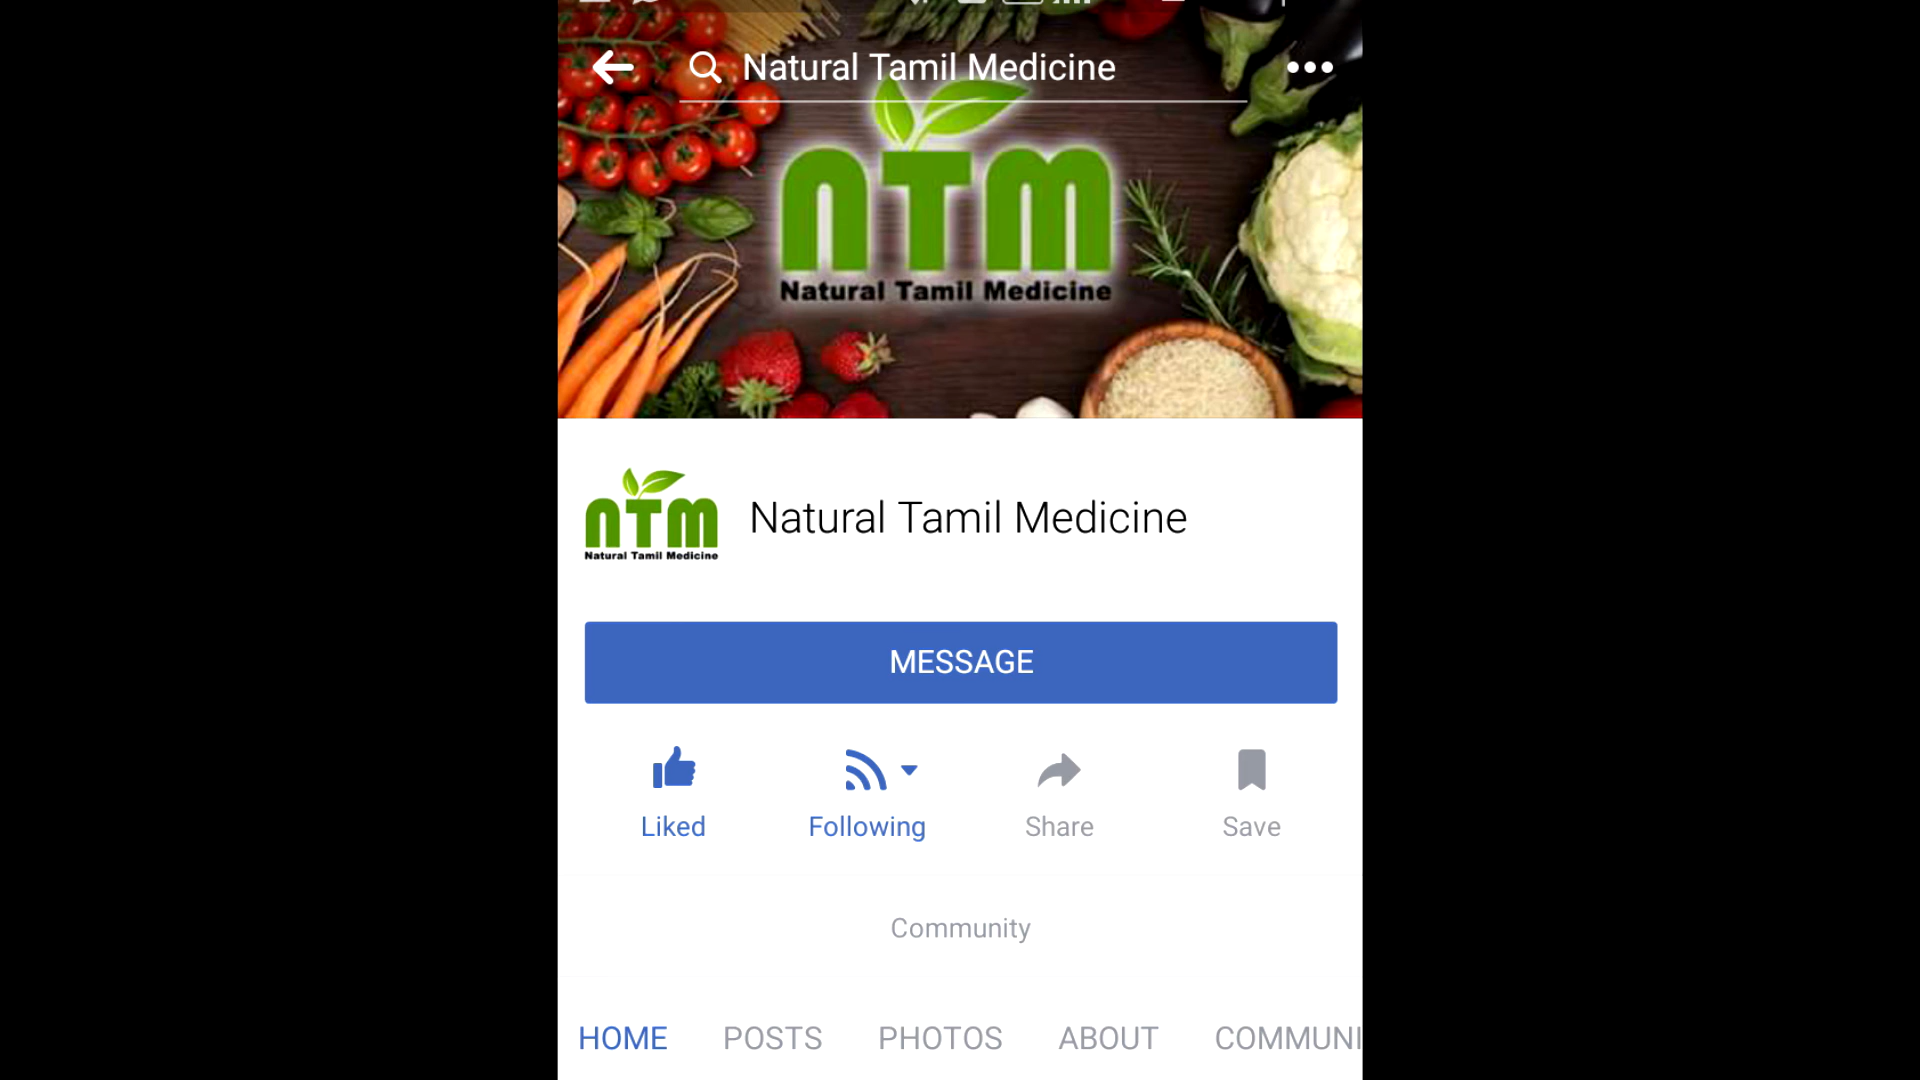 Natural Tamil Medicine
NTM
Natural Tamil Medicine
NTM
Natural Tamil Medicine
Natural Tamil Medicine
MESSAGE
Liked
Following
Share
Save
Community
HOME
POSTS
PHOTOS
ABOUT
COMMUNI